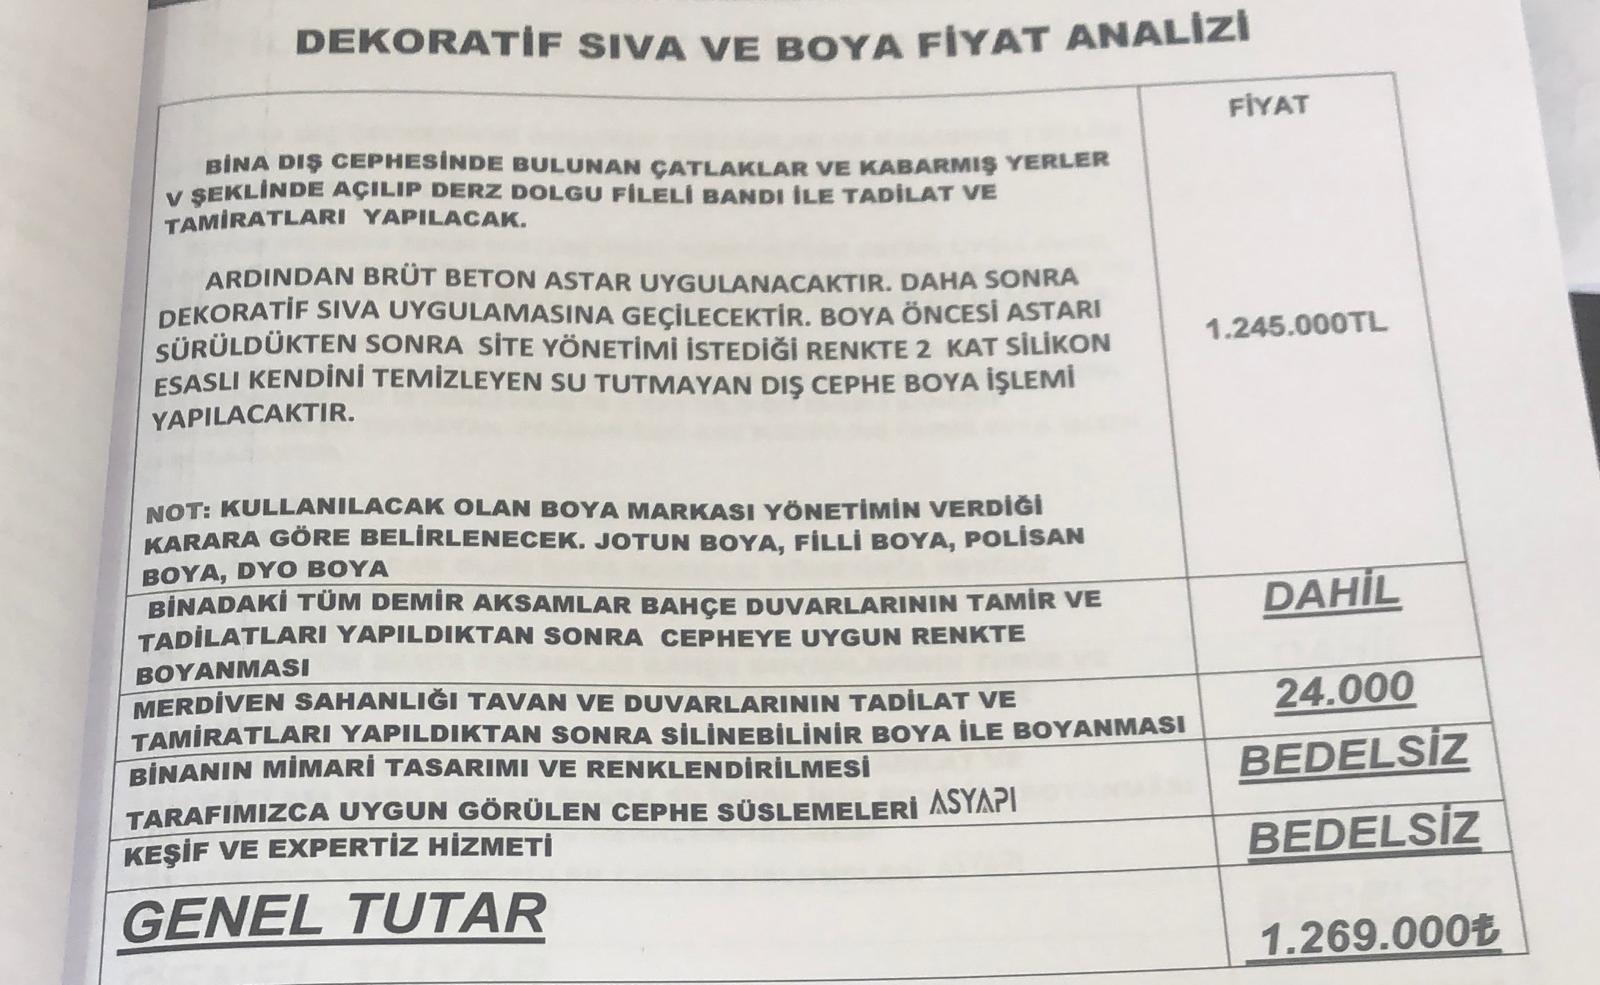 DEKORATİF SIVA VE BOYA FİYAT ANALİZİ
FİYAT
BİNA DIŞ CEPHESİNDE BULUNAN ÇATLAKLAR VE KABARMIŞ YERLER
V ŞEKLİNDE AÇILIP DERZ DOLGU FİLELİ BANDI İLE TADİLAT VE
TAMİRATLARI YAPILACAK.
ARDINDAN BRÜT BETON ASTAR UYGULANACAKTIR. DAHA SONRA
DEKORATİF SIVA UYGULAMASINA GEÇİLECEKTİR. BOYA ÖNCESİ ASTARI
SÜRÜLDÜKTEN SONRA SİTE YÖNETİMİ İSTEDİĞİ RENKTE 2 KAT SİLİKON
ESASLI KENDİNİ TEMİZLEYEN SU TUTMAYAN DIŞ CEPHE BOYA İŞLEMİ
YAPILACAKTIR.
1.245.000TL
NOT: KULLANILACAK OLAN BOYA MARKASI YÖNETİMİN VERDİĞİ
KARARA GÖRE BELİRLENECEK. JOTUN BOYA, FİLLİ BOYA, POLİSAN
BOYA, DYO BOYA
BİNADAKİ TÜM DEMİR AKSAMLAR BAHÇE DUVARLARININ TAMİR VE
TADİLATLARI YAPILDIKTAN SONRA CEPHEYE UYGUN RENKTE
BOYANMASI
DAHİL
MERDİVEN SAHANLIĞI TAVAN VE DUVARLARININ TADİLAT VE
TAMİRATLARI YAPILDIKTAN SONRA SİLİNEBİLİNİR BOYA İLE BOYANMASI
24.000
BİNANIN MİMARİ TASARIMI VE RENKLENDİRİLMESİ
TARAFIMIZCA UYGUN GÖRÜLEN CEPHE SÜSLEMELERİ ASYAPI
BEDELSİZ
KEŞİF VE EXPERTİZ HİZMETİ
BEDELSİZ
GENEL TUTAR
1.269.000₺